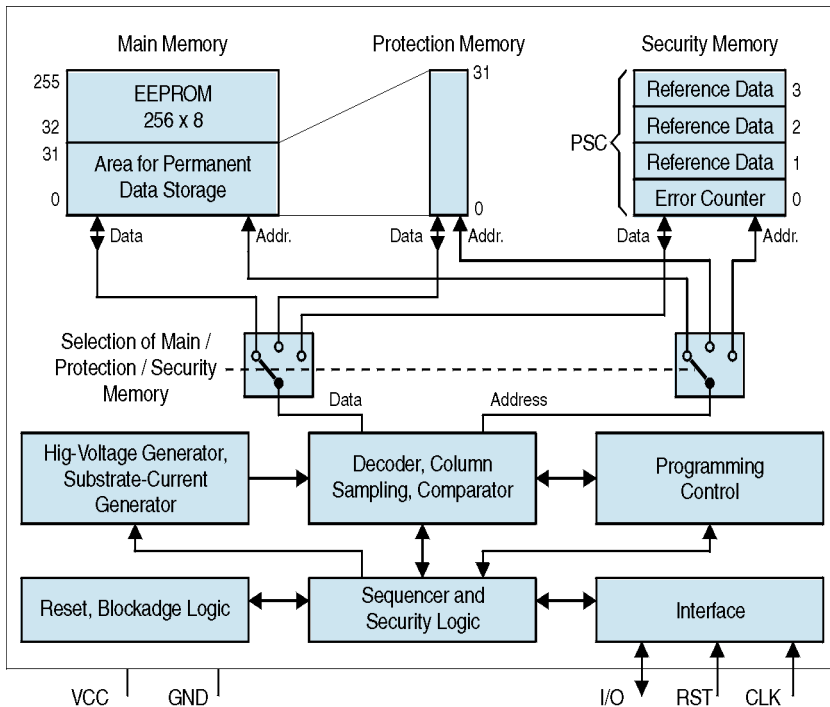 Main Memory
Protection Memory
Security Memory
255
32
31
0
EEPROM
256 x 8
Area for Permanent
Data Storage
31
0
PSC
Reference Data 3
Reference Data 2
Reference Data 1
Error Counter 0
Data
Addr.
Data
Addr.
Data
Addr.
Selection of Main /
Protection / Security
Memory
Data
Address
Hig-Voltage Generator,
Substrate-Current
Generator
Decoder, Column
Sampling, Comparator
Programming
Control
Reset, Blockadge Logic
Sequencer and
Security Logic
Interface
VCC
GND
I/O
RST
CLK